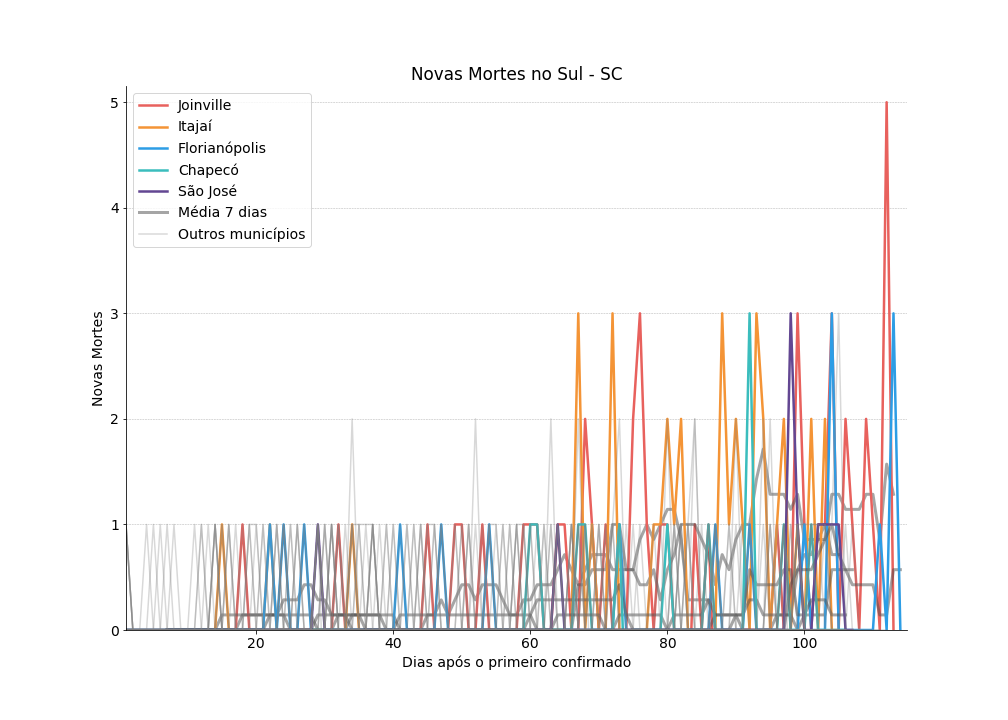 Novas Mortes no Sul - SC
Joinville
Itajaí
Florianópolis
Chapecó
São José
Média 7 dias
Outros municípios
Novas Mortes
5
4
3
2
1
0
20
40
60
80
100
Dias após o primeiro confirmado